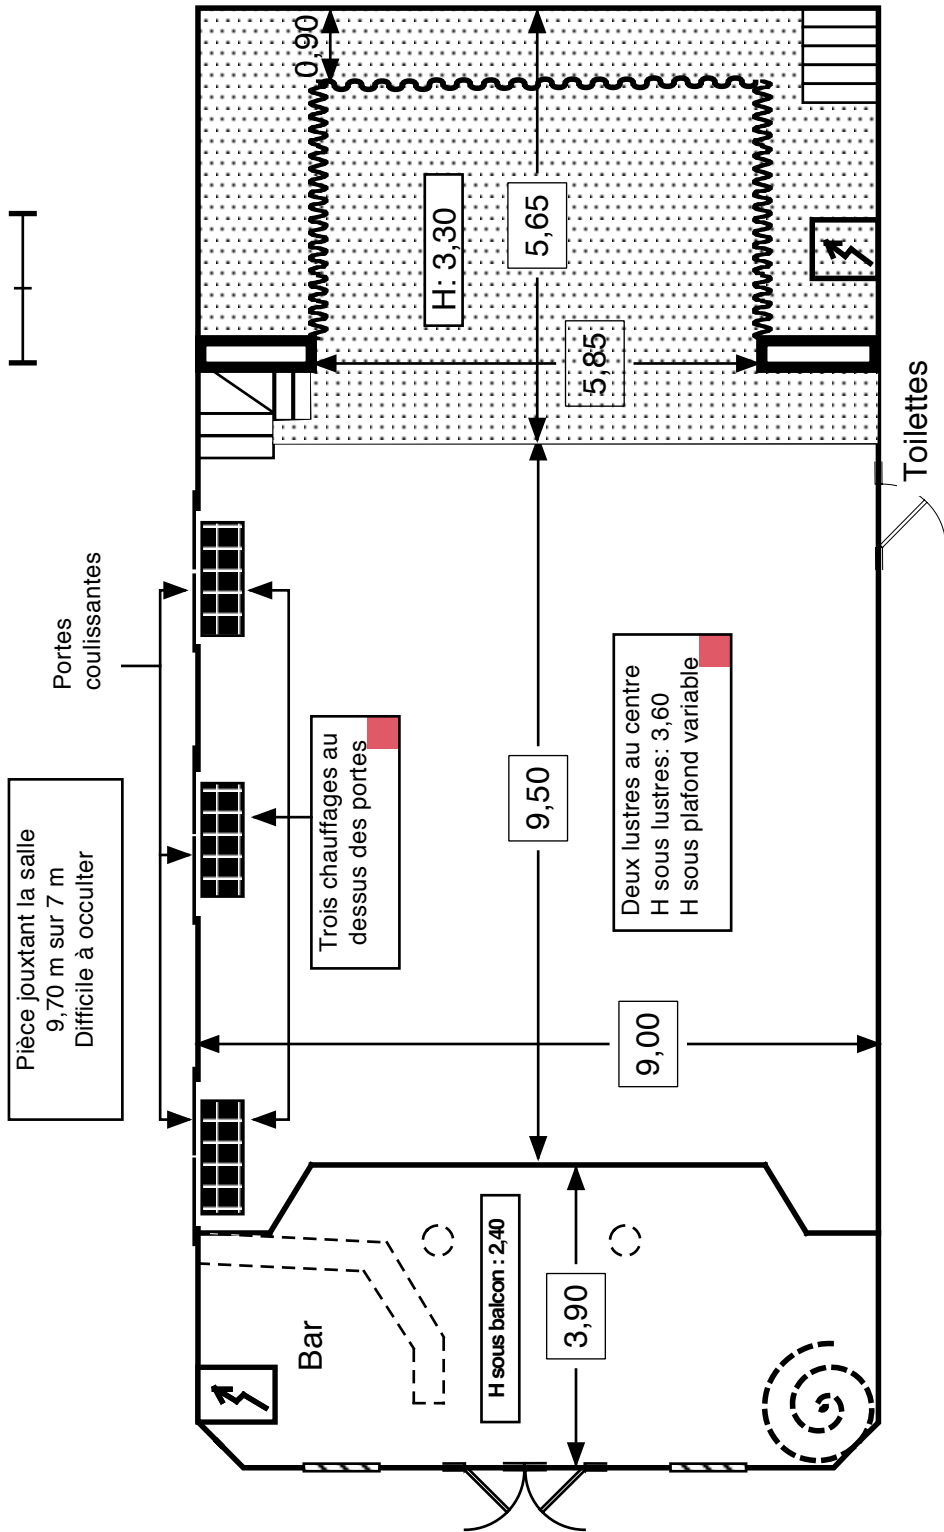 Pièce jouxtant la salle
9,70 m sur 7 m
Difficile à occulter
Portes
coulissantes
0,90
Bar
Trois chauffages au
dessus des portes
H: 3,30
H sous balcon : 2,40
9,50
5,65
3,90
5,85
9,00
Deux lustres au centre
H sous lustres: 3,60
H sous plafond variable
Toilettes